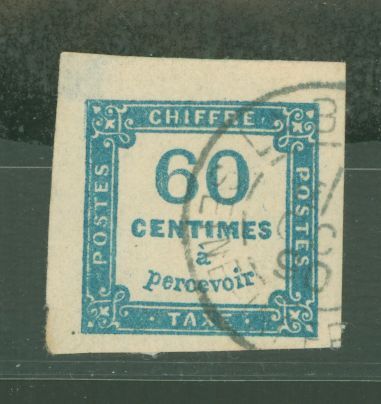 CHIFFRE
POSTES
60
CENTIMES
à
percevoir
POSTES
· TAXE ·